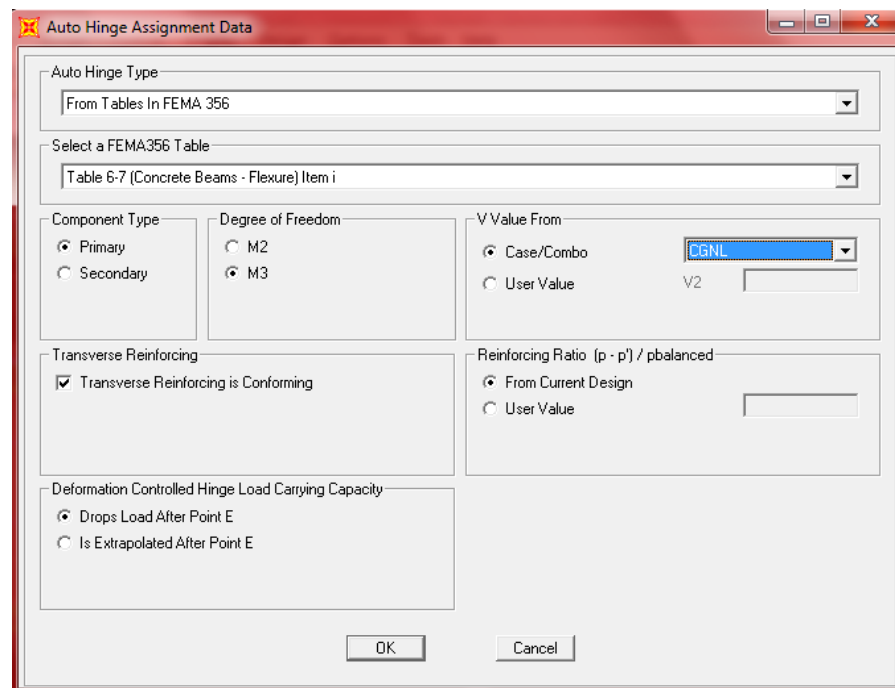 Auto Hinge Assignment Data
Auto Hinge Type
From Tables In FEMA 356
Select a FEMA356 Table
Table 6-7 (Concrete Beams - Flexure) Item i
Component Type
Primary
Secondary
Degree of Freedom
M2
M3
V Value From
Case/Combo
CGNL
User Value
V2
Transverse Reinforcing
Transverse Reinforcing is Conforming
Reinforcing Ratio (p - p') / pbalanced
From Current Design
User Value
Deformation Controlled Hinge Load Carrying Capacity
Drops Load After Point E
Is Extrapolated After Point E
OK
Cancel